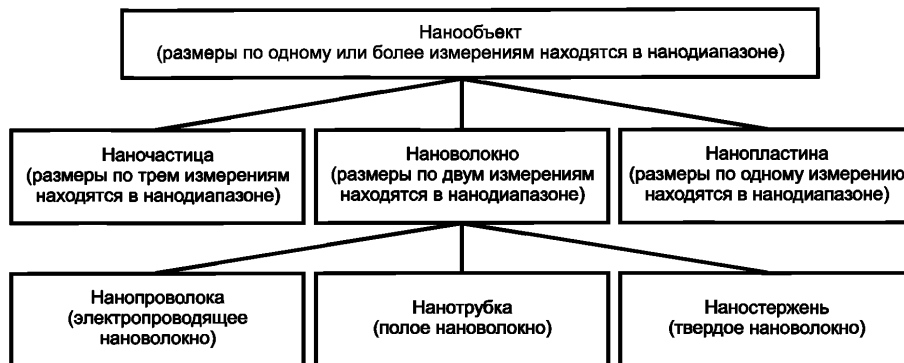 Нанообъект
(размеры по одному или более измерениям находятся в нанодиапазоне)
Наночастица
(размеры по трем измерениям
находятся в нанодиапазоне)
Нановолокно
(размеры по двум измерениям
находятся в нанодиапазоне)
Нанопластина
(размеры по одному измерению
находятся в нанодиапазоне)
Нанопроволока
(электропроводящее
нановолокно)
Нанотрубка
(полое нановолокно)
Наностержень
(твердое нановолокно)